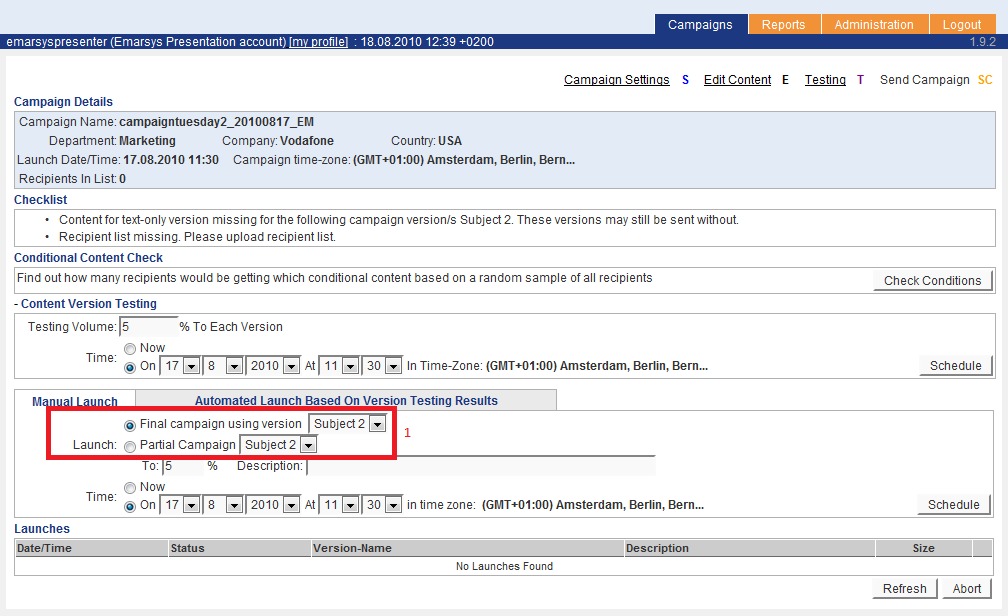 Campaigns Reports Administration Logout
emarsyspresenter (Emarsys Presentation account) [my profile] : 18.08.2010 12:39 +0200 1.9.2
Campaign Settings S Edit Content E Testing T Send Campaign SC
Campaign Details
Campaign Name: campaigntuesday2_20100817_EM
Department: Marketing Company: Vodafone Country: USA
Launch Date/Time: 17.08.2010 11:30 Campaign time-zone: (GMT+01:00) Amsterdam, Berlin, Bern...
Recipients In List: 0
Checklist
• Content for text-only version missing for the following campaign version/s Subject 2. These versions may still be sent without.
• Recipient list missing. Please upload recipient list.
Conditional Content Check
Find out how many recipients would be getting which conditional content based on a random sample of all recipients Check Conditions
- Content Version Testing
Testing Volume: 5 % To Each Version
Time: Now
On 17 8 2010 At 11 30 In Time-Zone: (GMT+01:00) Amsterdam, Berlin, Bern... Schedule
Manual Launch Automated Launch Based On Version Testing Results
Final campaign using version Subject 2 1
Launch: Partial Campaign Subject 2
To: 5 % Description:
Time: Now
On 17 8 2010 At 11 30 in time zone: (GMT+01:00) Amsterdam, Berlin, Bern... Schedule
Launches
Date/Time Status Version-Name Description Size
No Launches Found
Refresh Abort